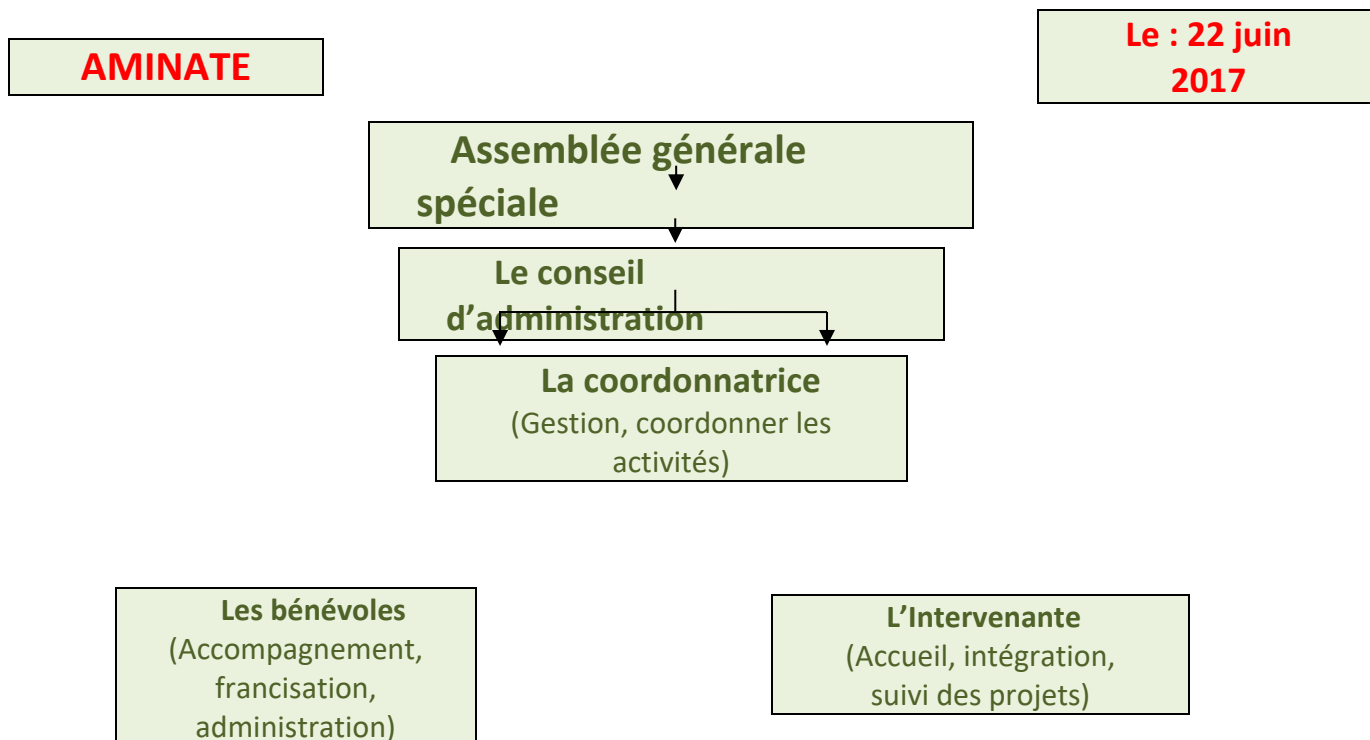 AMINATE
Le : 22 juin
2017
Assemblée générale
spéciale
Le conseil
d’administration
La coordonnatrice
(Gestion, coordonner les
activités)
Les bénévoles
(Accompagnement,
francisation,
administration)
L’Intervenante
(Accueil, intégration,
suivi des projets)